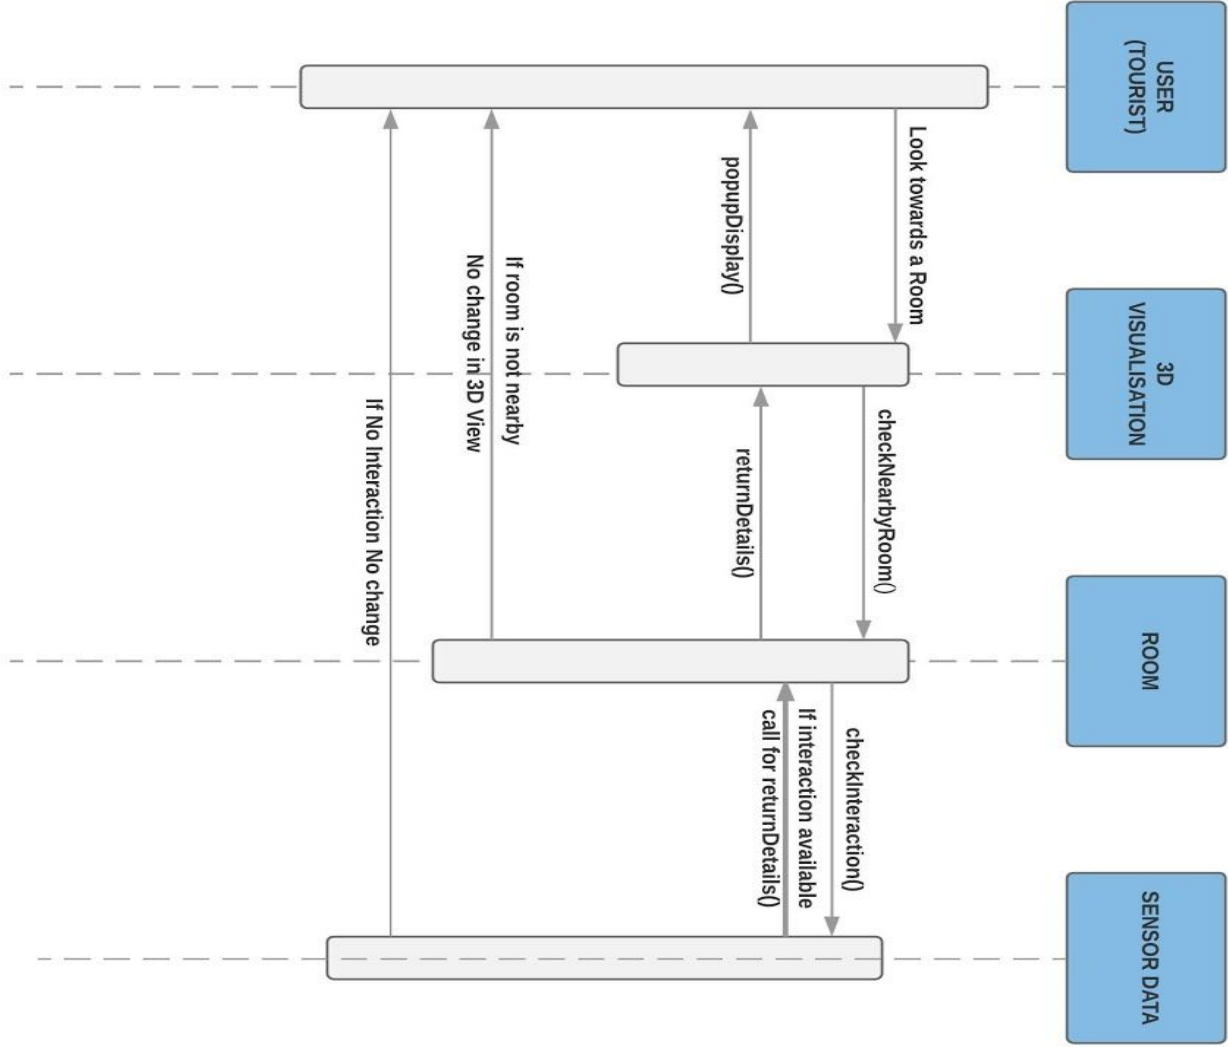 USER
(TOURIST)
3D
VISUALISATION
ROOM
SENSOR DATA
Look towards a Room
checkNearbyRoom()
checkInteraction()
If interaction available
call for returnDetails()
returnDetails()
popupDisplay()
If room is not nearby
No change in 3D View
If No Interaction No change